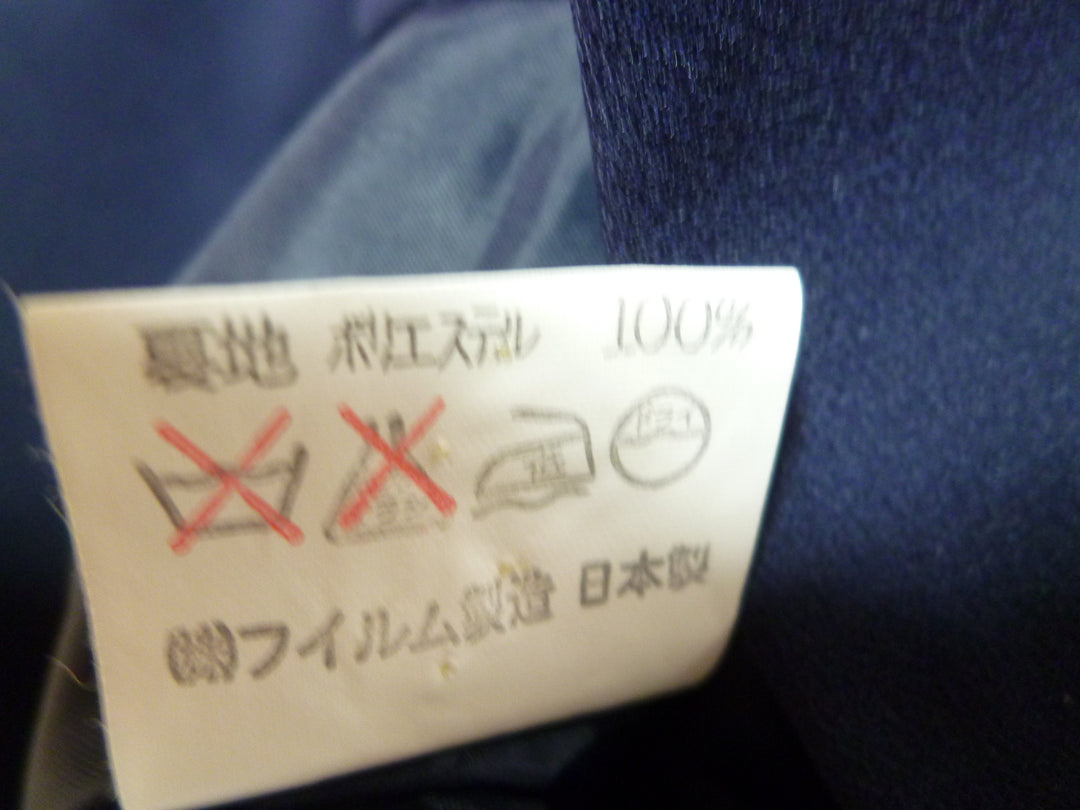 裏地 ポリエステル 100%
中
ドライ
㈱フイルム製造 日本製